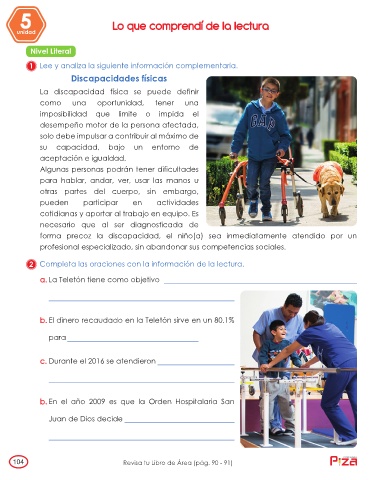 5
unidad
Lo que comprendí de la lectura
Nivel Literal
1 Lee y analiza la siguiente información complementaria.
Discapacidades físicas
La discapacidad física se puede definir
como una oportunidad, tener una
imposibilidad que limite o impida el
desempeño motor de la persona afectada,
solo debe impulsar a contribuir al máximo de
su capacidad, bajo un entorno de
aceptación e igualdad.
Algunas personas podrán tener dificultades
para hablar, andar, ver, usar las manos u
otras partes del cuerpo, sin embargo,
pueden participar en actividades
cotidianas y aportar al trabajo en equipo. Es
necesario que al ser diagnosticada de
forma precoz la discapacidad, el niño(a) sea inmediatamente atendido por un
profesional especializado, sin abandonar sus competencias sociales.
GAP
2 Completa las oraciones con la información de la lectura.
a. La Teletón tiene como objetivo
b. El dinero recaudado en la Teletón sirve en un 80.1%
para
c. Durante el 2016 se atendieron
b. En el año 2009 es que la Orden Hospitalaria San
Juan de Dios decide
104
Revisa tu Libro de Área (pág. 90 - 91)
Piza